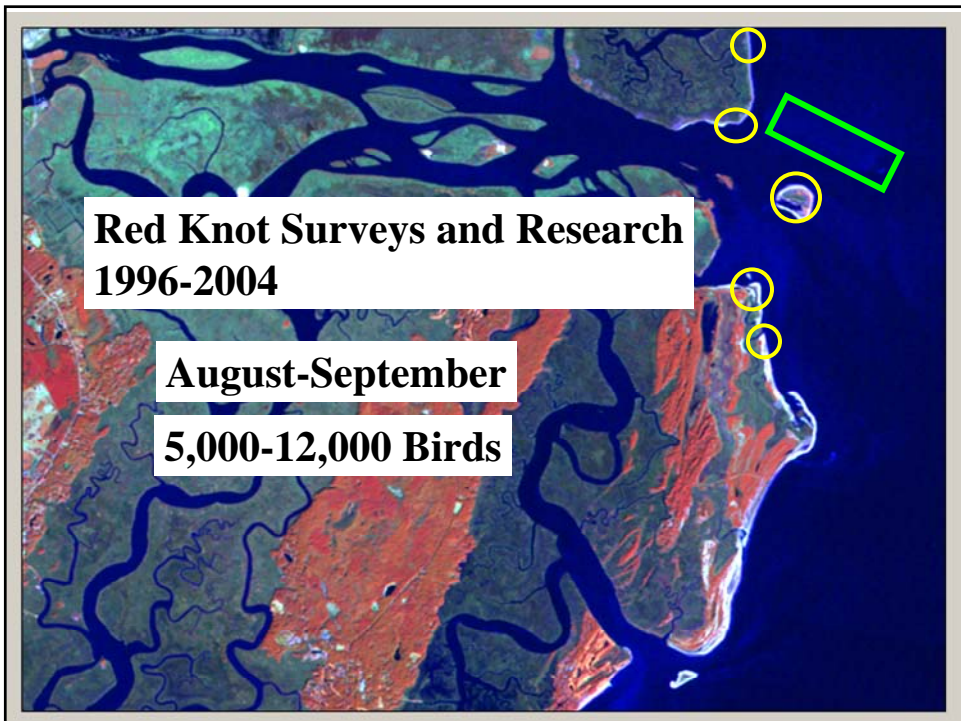 Red Knot Surveys and Research
1996-2004
August-September
5,000-12,000 Birds